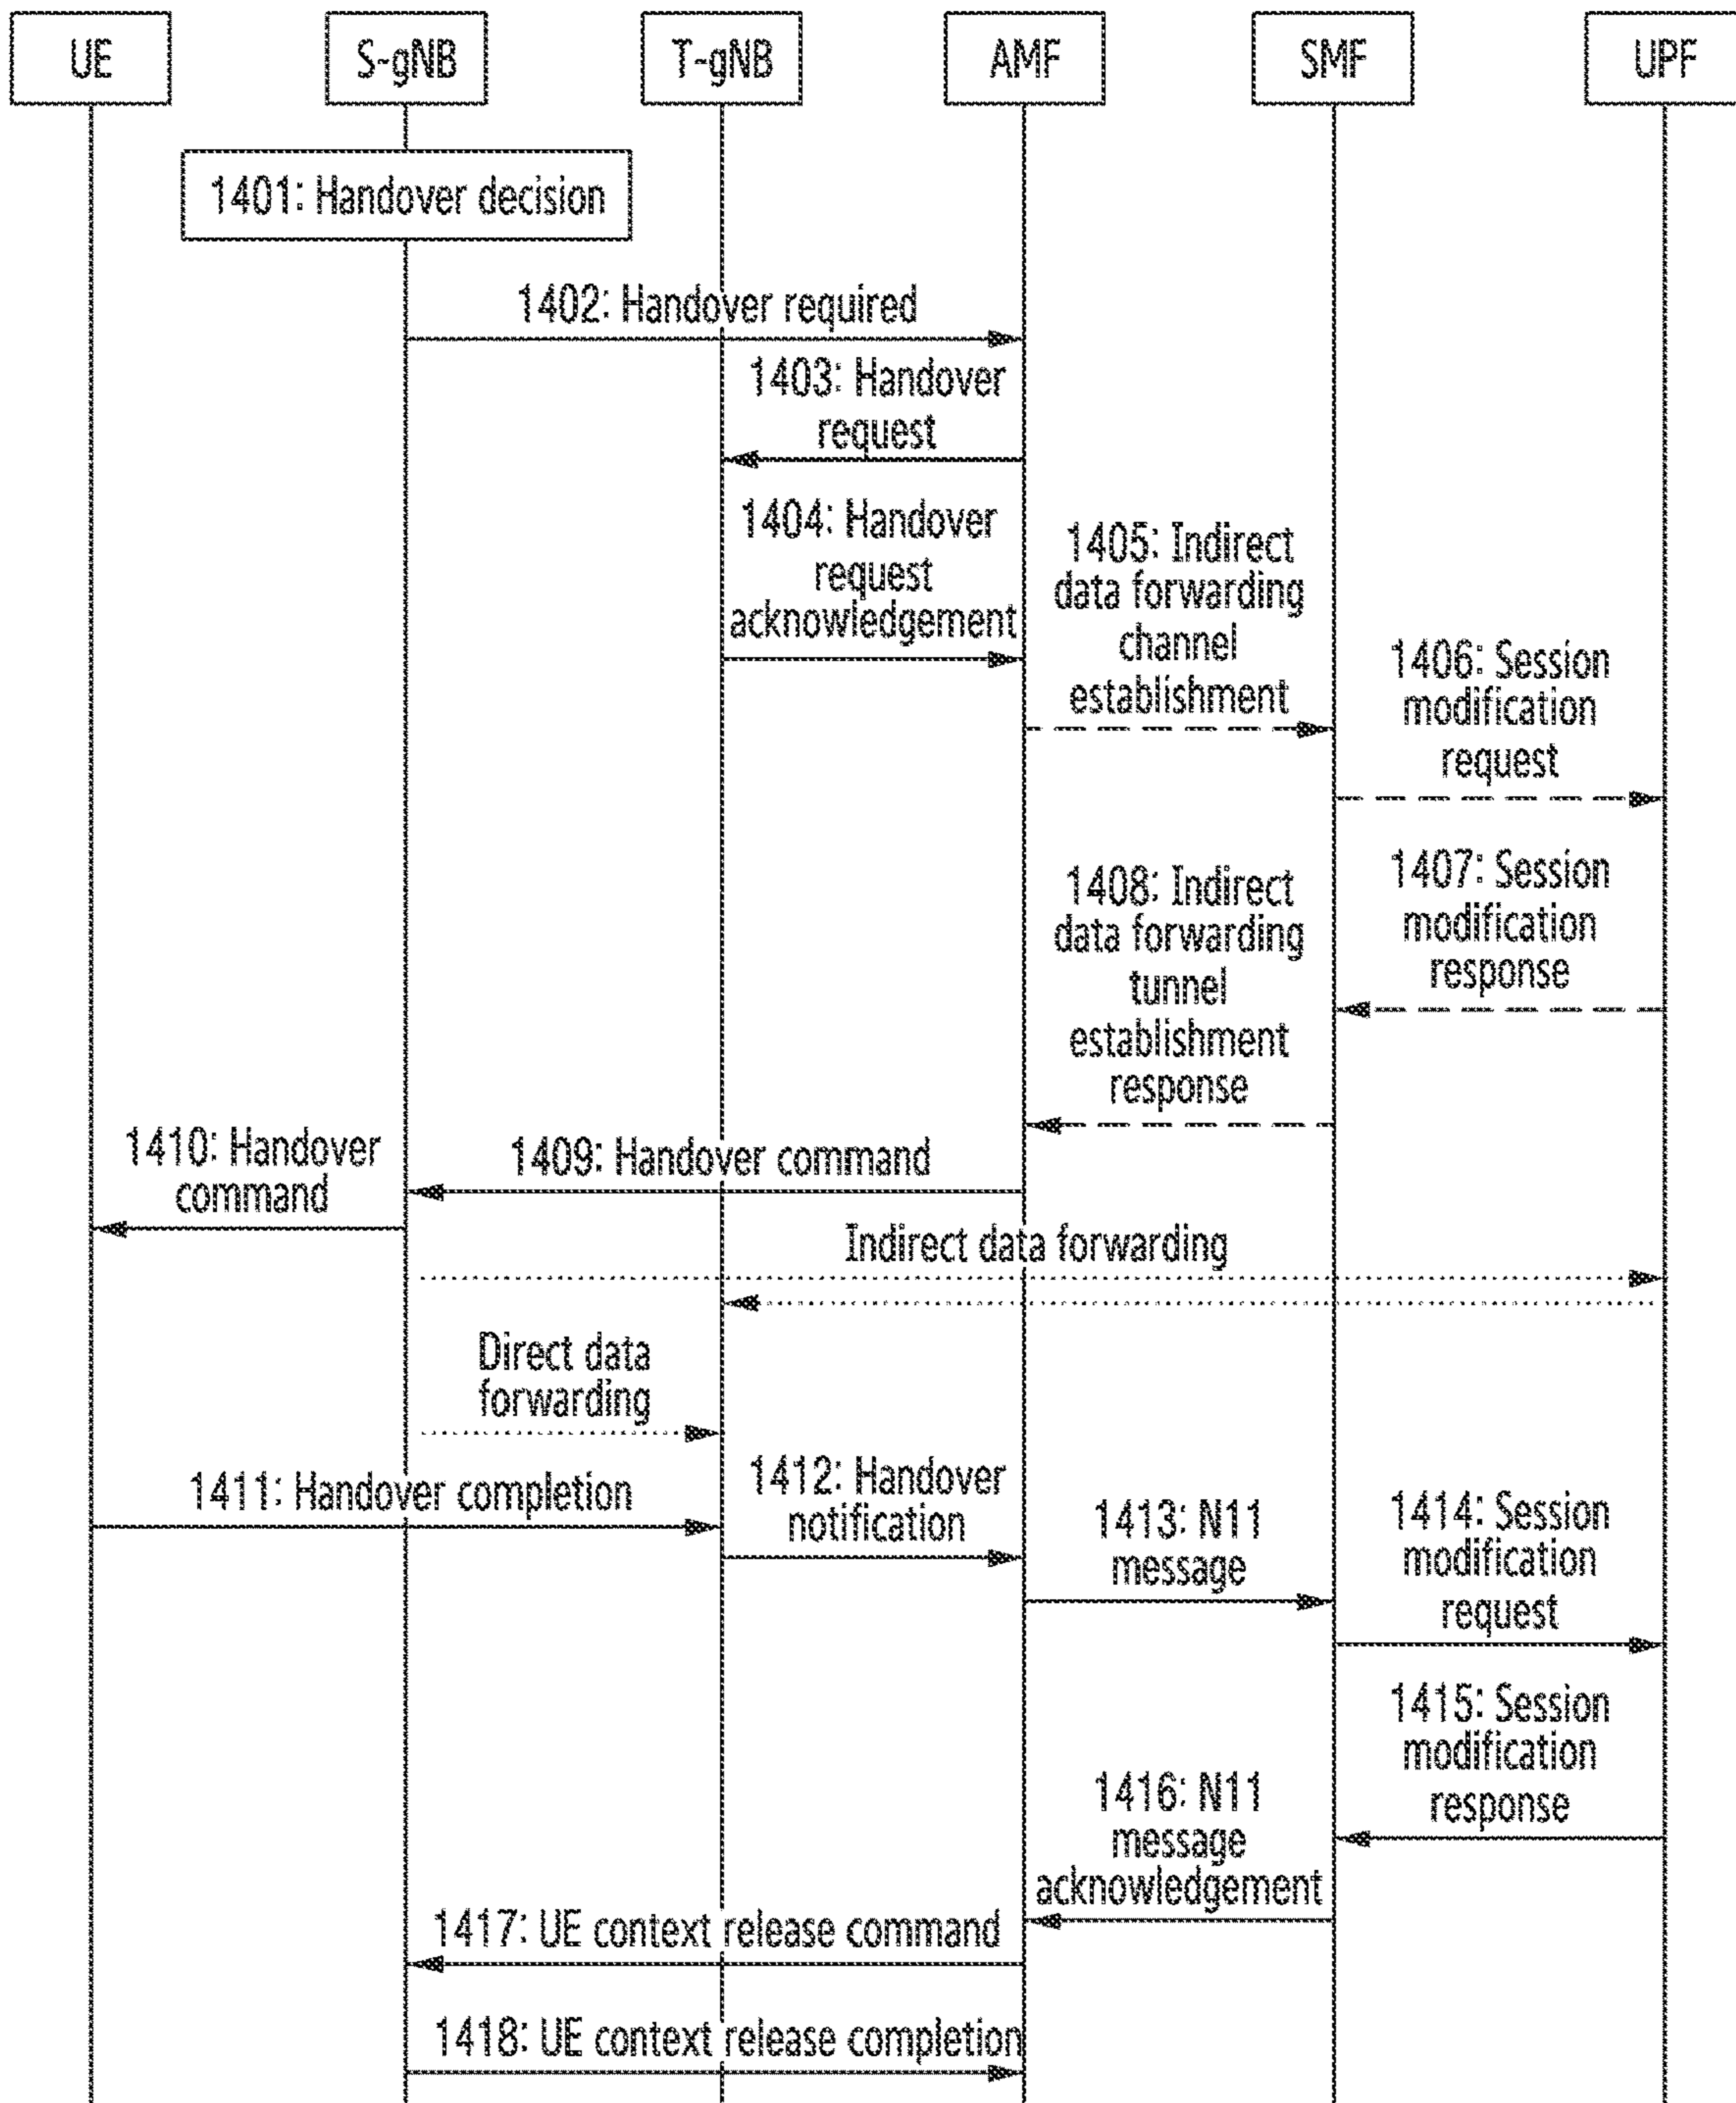 UE
S-gNB
T-gNB
AMF
SMF
UPF
1401: Handover decision
1402: Handover required
1403: Handover
request
1404: Handover
request
acknowledgement
1405: Indirect
data forwarding
channel
establishment
1406: Session
modification
request
1407: Session
modification
response
1408: Indirect
data forwarding
tunnel
establishment
response
1409: Handover command
1410: Handover
command
Indirect data forwarding
Direct data
forwarding
1411: Handover completion
1412: Handover
notification
1413: N11
message
1414: Session
modification
request
1415: Session
modification
response
1416: N11
message
acknowledgement
1417: UE context release command
1418: UE context release completion